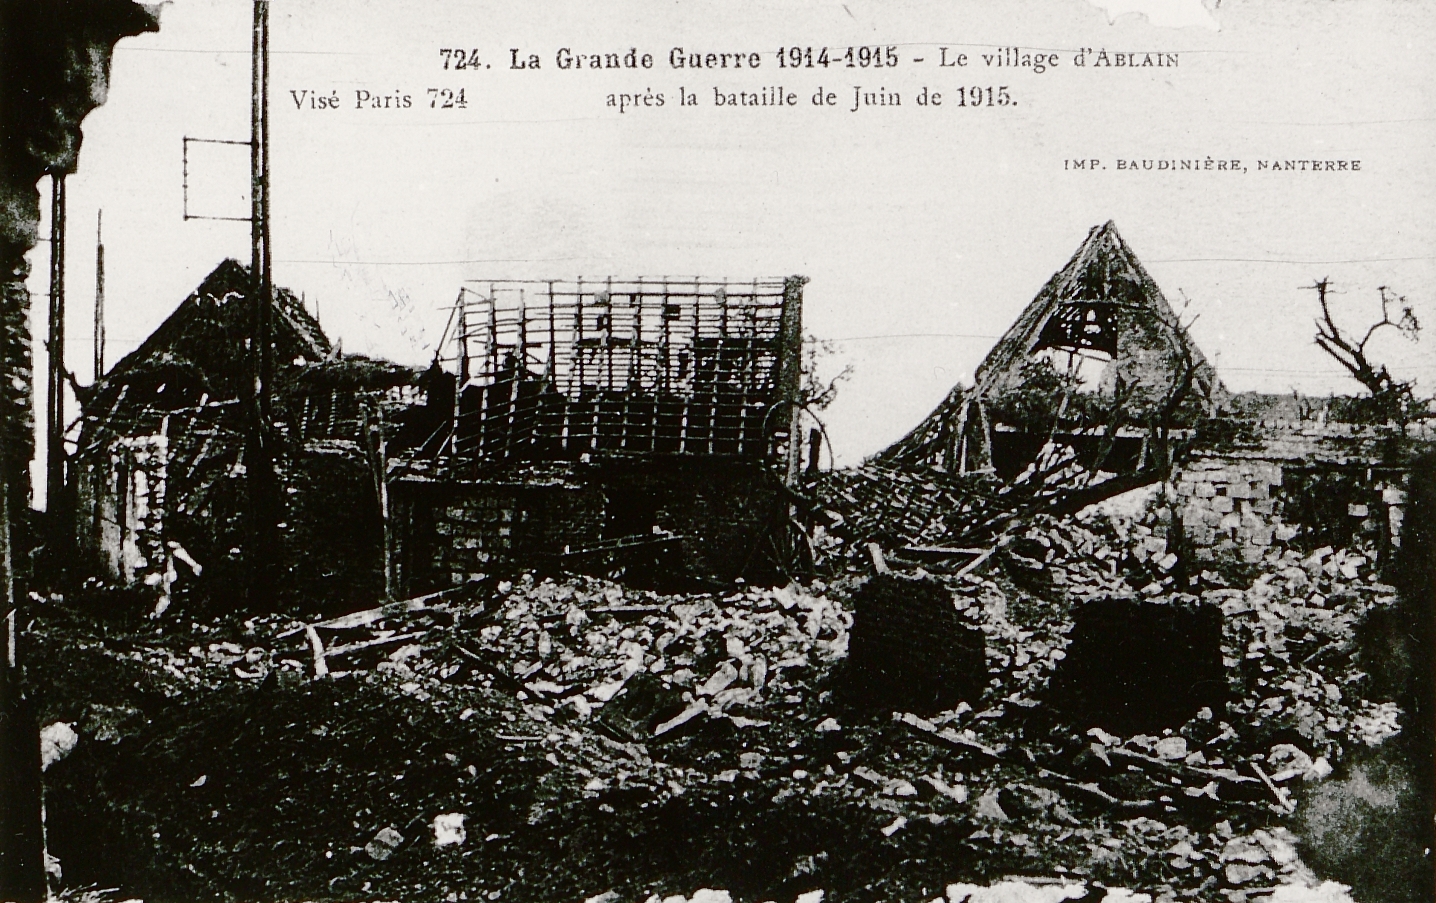 724. La Grande Guerre 1914-1915 - Le village d'ABLAIN
Visé Paris 724 après la bataille de Juin de 1915.
IMP. BAUDINIÈRE, NANTERRE